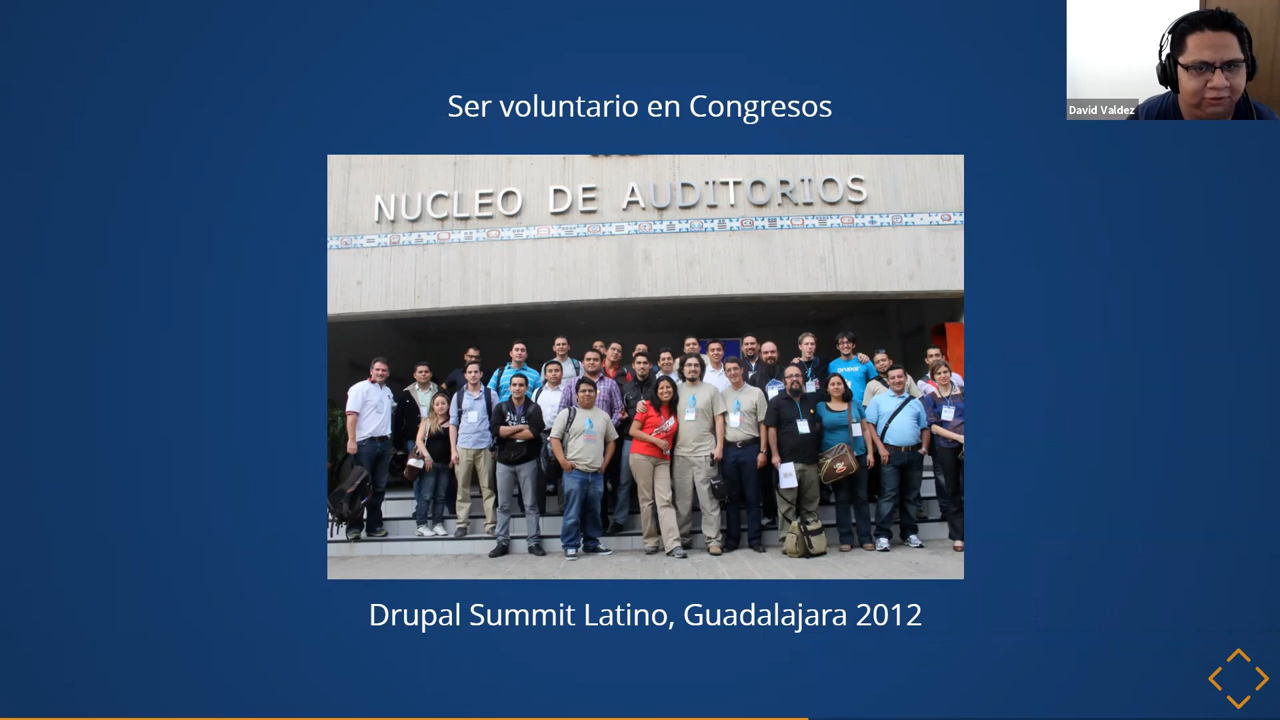 Ser voluntario en Congresos
David Valdez
NUCLEO DE AUDITORIOS
Drupal Summit Latino, Guadalajara 2012